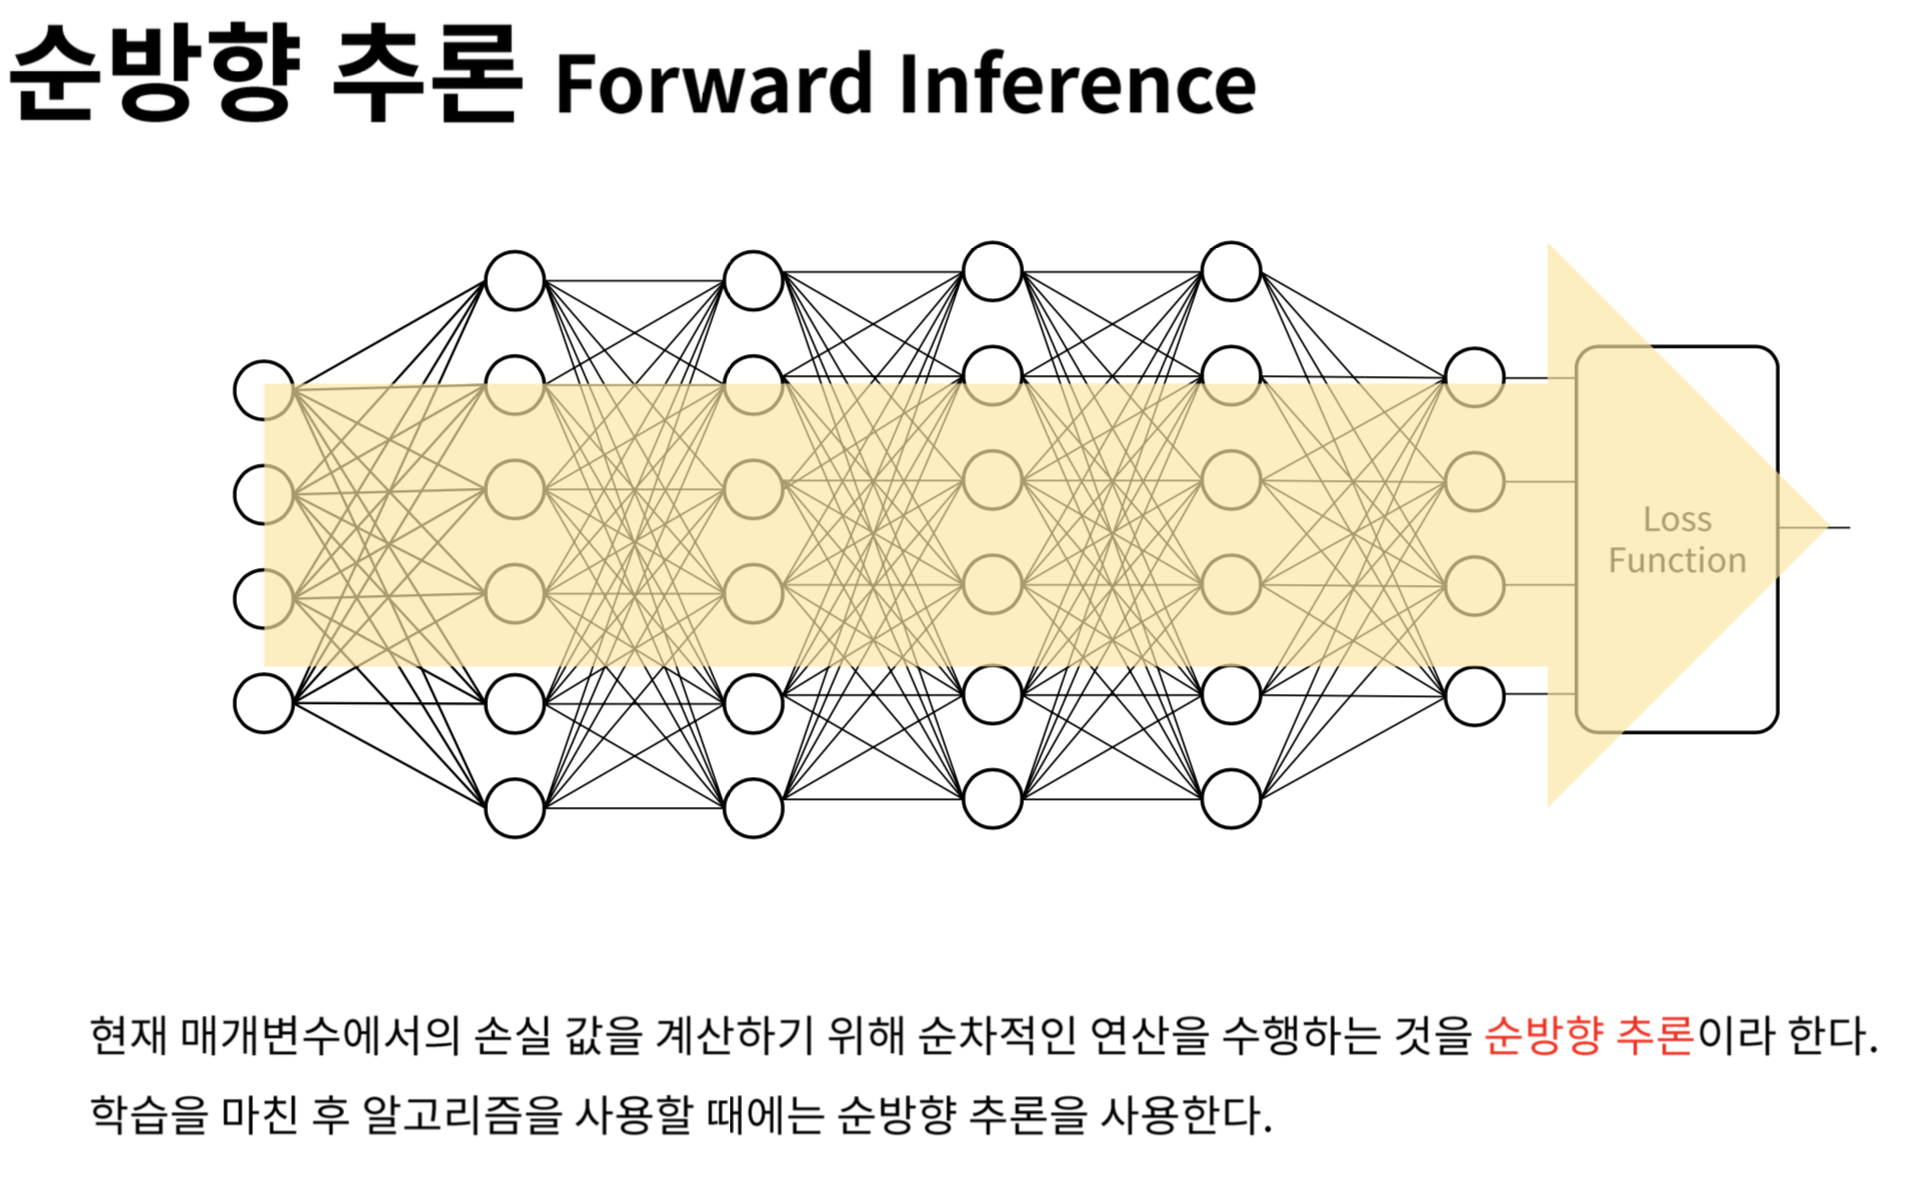 순방향 추론 Forward Inference
Loss
Function
현재 매개변수에서의 손실 값을 계산하기 위해 순차적인 연산을 수행하는 것을 순방향 추론이라 한다.
학습을 마친 후 알고리즘을 사용할 때에는 순방향 추론을 사용한다.